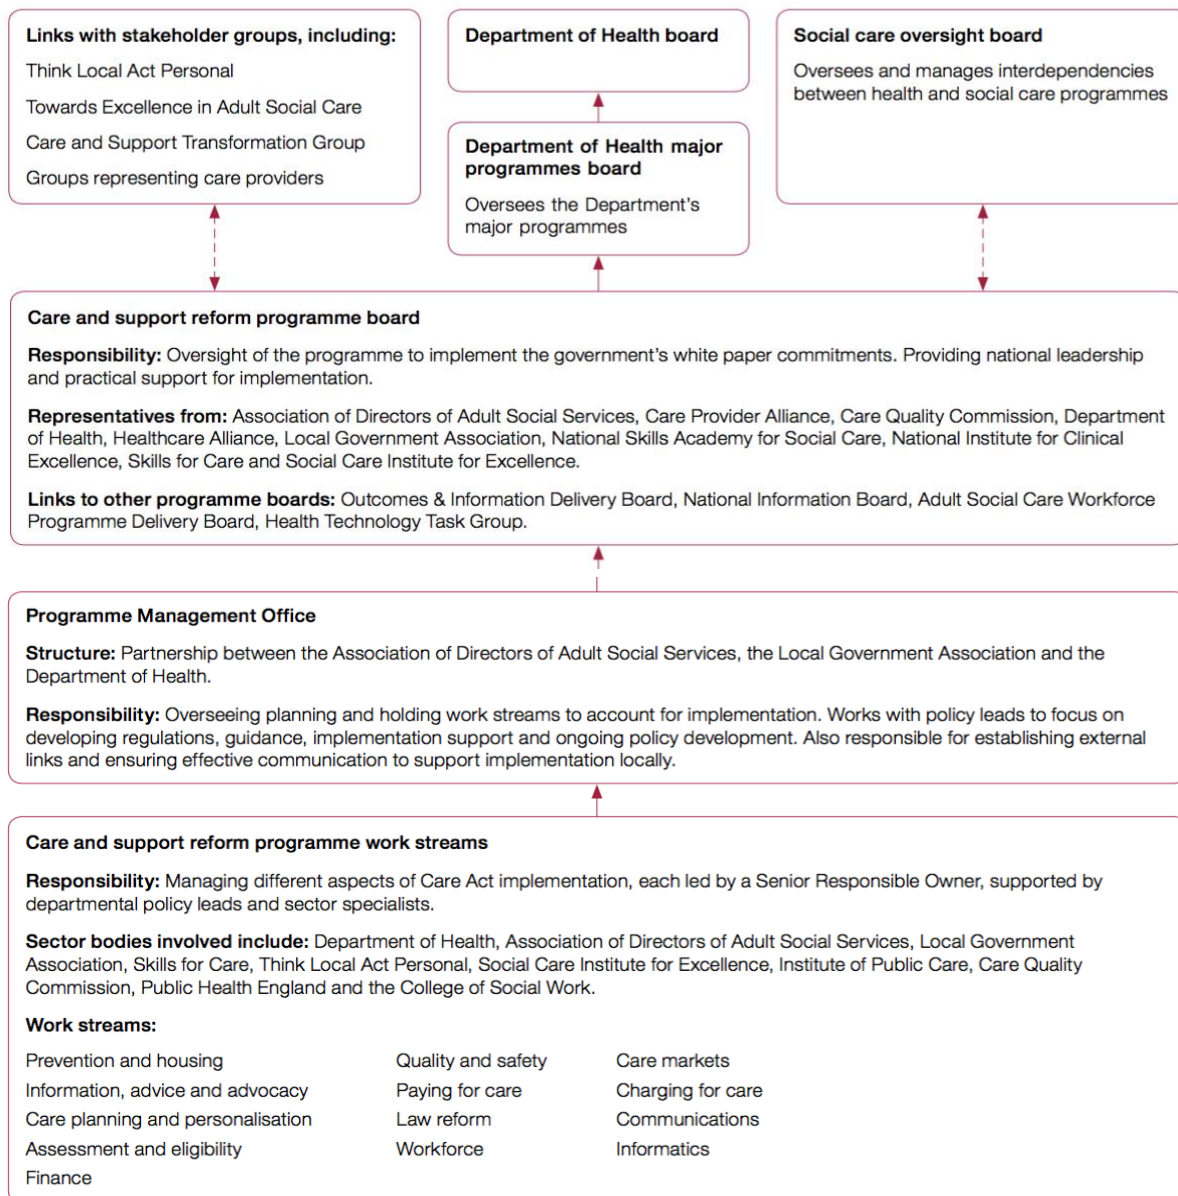 Links with stakeholder groups, including:
Think Local Act Personal
Towards Excellence in Adult Social Care
Care and Support Transformation Group
Groups representing care providers
Department of Health board
Department of Health major
programmes board
Oversees the Department’s
major programmes
Social care oversight board
Oversees and manages interdependencies
between health and social care programmes
Care and support reform programme board
Responsibility: Oversight of the programme to implement the government’s white paper commitments. Providing national leadership
and practical support for implementation.
Representatives from: Association of Directors of Adult Social Services, Care Provider Alliance, Care Quality Commission, Department
of Health, Healthcare Alliance, Local Government Association, National Skills Academy for Social Care, National Institute for Clinical
Excellence, Skills for Care and Social Care Institute for Excellence.
Links to other programme boards: Outcomes & Information Delivery Board, National Information Board, Adult Social Care Workforce
Programme Delivery Board, Health Technology Task Group.
Programme Management Office
Structure: Partnership between the Association of Directors of Adult Social Services, the Local Government Association and the
Department of Health.
Responsibility: Overseeing planning and holding work streams to account for implementation. Works with policy leads to focus on
developing regulations, guidance, implementation support and ongoing policy development. Also responsible for establishing external
links and ensuring effective communication to support implementation locally.
Care and support reform programme work streams
Responsibility: Managing different aspects of Care Act implementation, each led by a Senior Responsible Owner, supported by
departmental policy leads and sector specialists.
Sector bodies involved include: Department of Health, Association of Directors of Adult Social Services, Local Government
Association, Skills for Care, Think Local Act Personal, Social Care Institute for Excellence, Institute of Public Care, Care Quality
Commission, Public Health England and the College of Social Work.
Work streams:
Prevention and housing
Information, advice and advocacy
Care planning and personalisation
Assessment and eligibility
Finance
Quality and safety
Paying for care
Law reform
Workforce
Care markets
Charging for care
Communications
Informatics